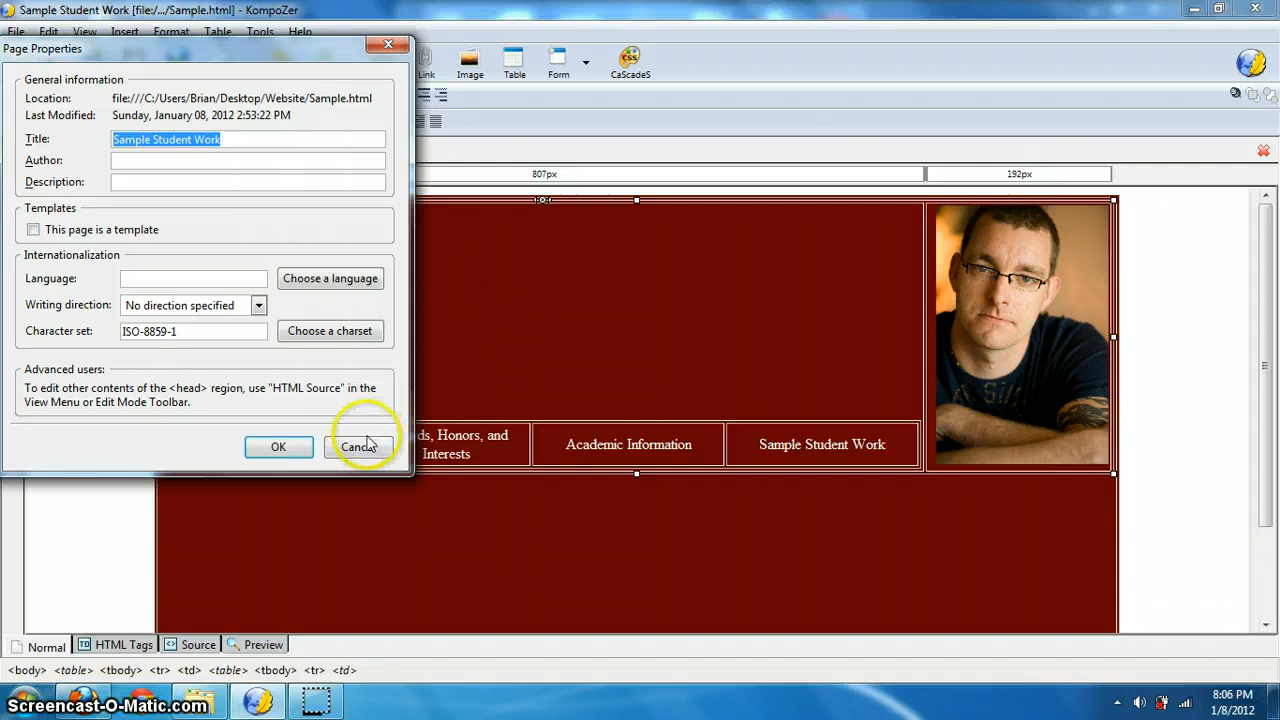 Sample Student Work [file:/.../Sample.html] - KompoZer
File Edit View Insert Format Table Tools Help
Page Properties
Link Image Table Form CaScadeS
General information
Location: file:///C:/Users/Brian/Desktop/Website/Sample.html
Last Modified: Sunday, January 08, 2012 2:53:22 PM
Title: Sample Student Work
Author:
Description:
807px 192px
Templates
This page is a template
Internationalization
Language: Choose a language
Writing direction: No direction specified
Character set: ISO-8859-1 Choose a charset
Advanced users:
To edit other contents of the <head> region, use "HTML Source" in the
View Menu or Edit Mode Toolbar.
OK Cancel
ds, Honors, and
Interests
Academic Information
Sample Student Work
Normal HTML Tags Source Preview
<body> <table> <tbody> <tr> <td> <table> <tbody> <tr> <td>
Screencast-O-Matic.com
8:06 PM
1/8/2012